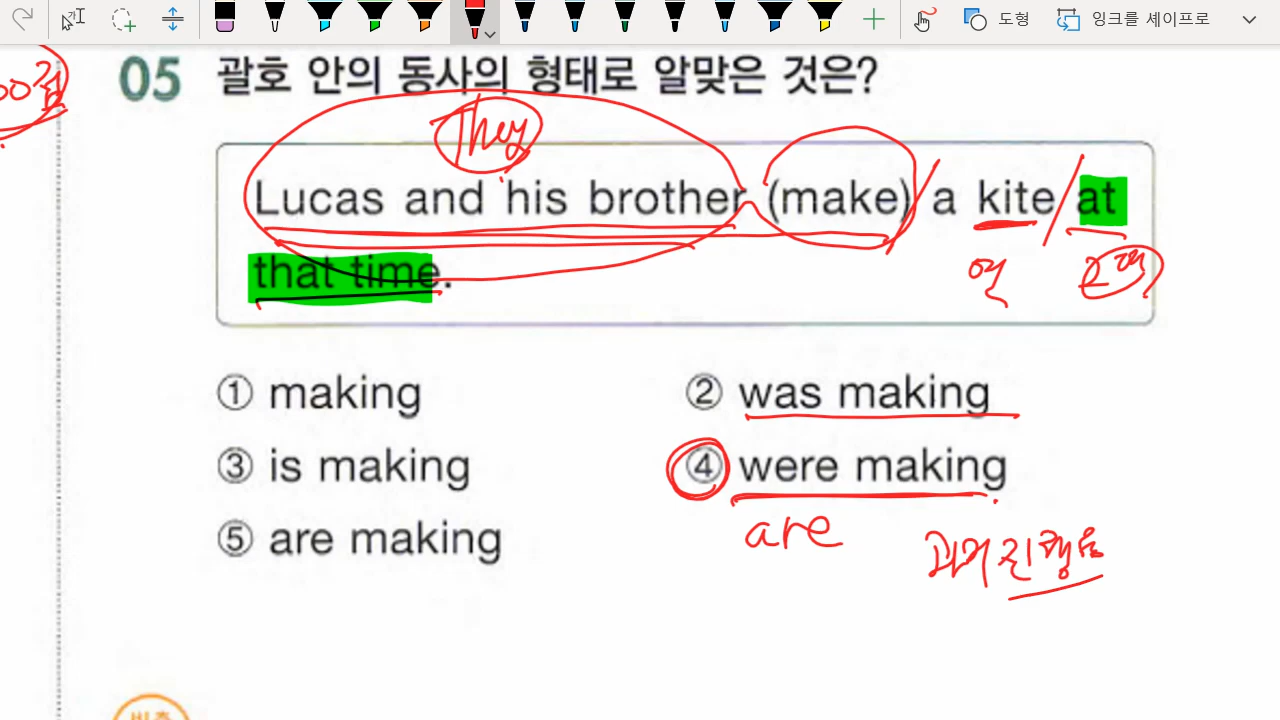 도형 잉크를 셰이프로
05 괄호 안의 동사의 형태로 알맞은 것은?
They
Lucas and his brother (make) a kite at
that time.
연
① making
② was making
③ is making
④ were making
are
⑤ are making
과거진행형